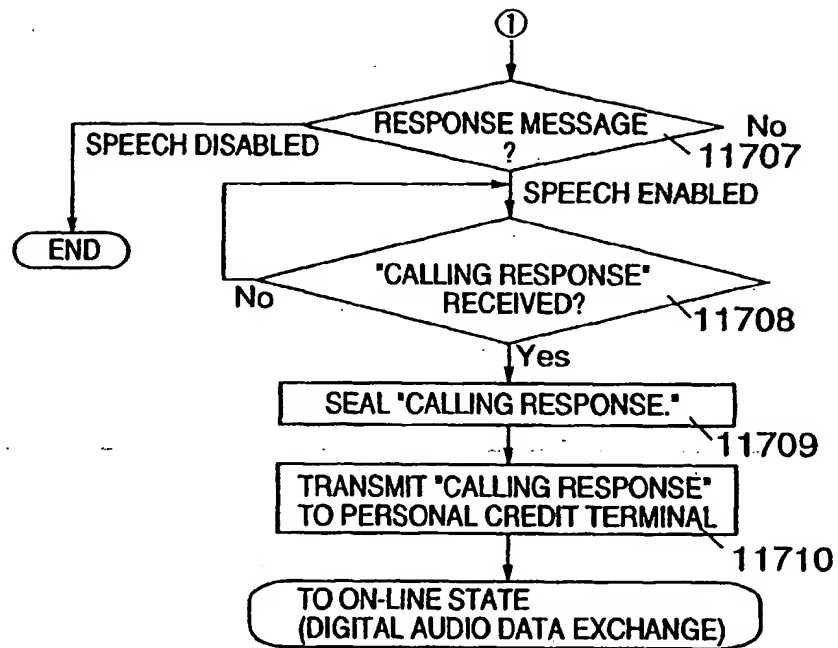 1
RESPONSE MESSAGE
?
No
11707
SPEECH DISABLED
SPEECH ENABLED
END
"CALLING RESPONSE"
RECEIVED?
No
11708
Yes
SEAL "CALLING RESPONSE."
11709
TRANSMIT "CALLING RESPONSE"
TO PERSONAL CREDIT TERMINAL
11710
TO ON-LINE STATE
(DIGITAL AUDIO DATA EXCHANGE)